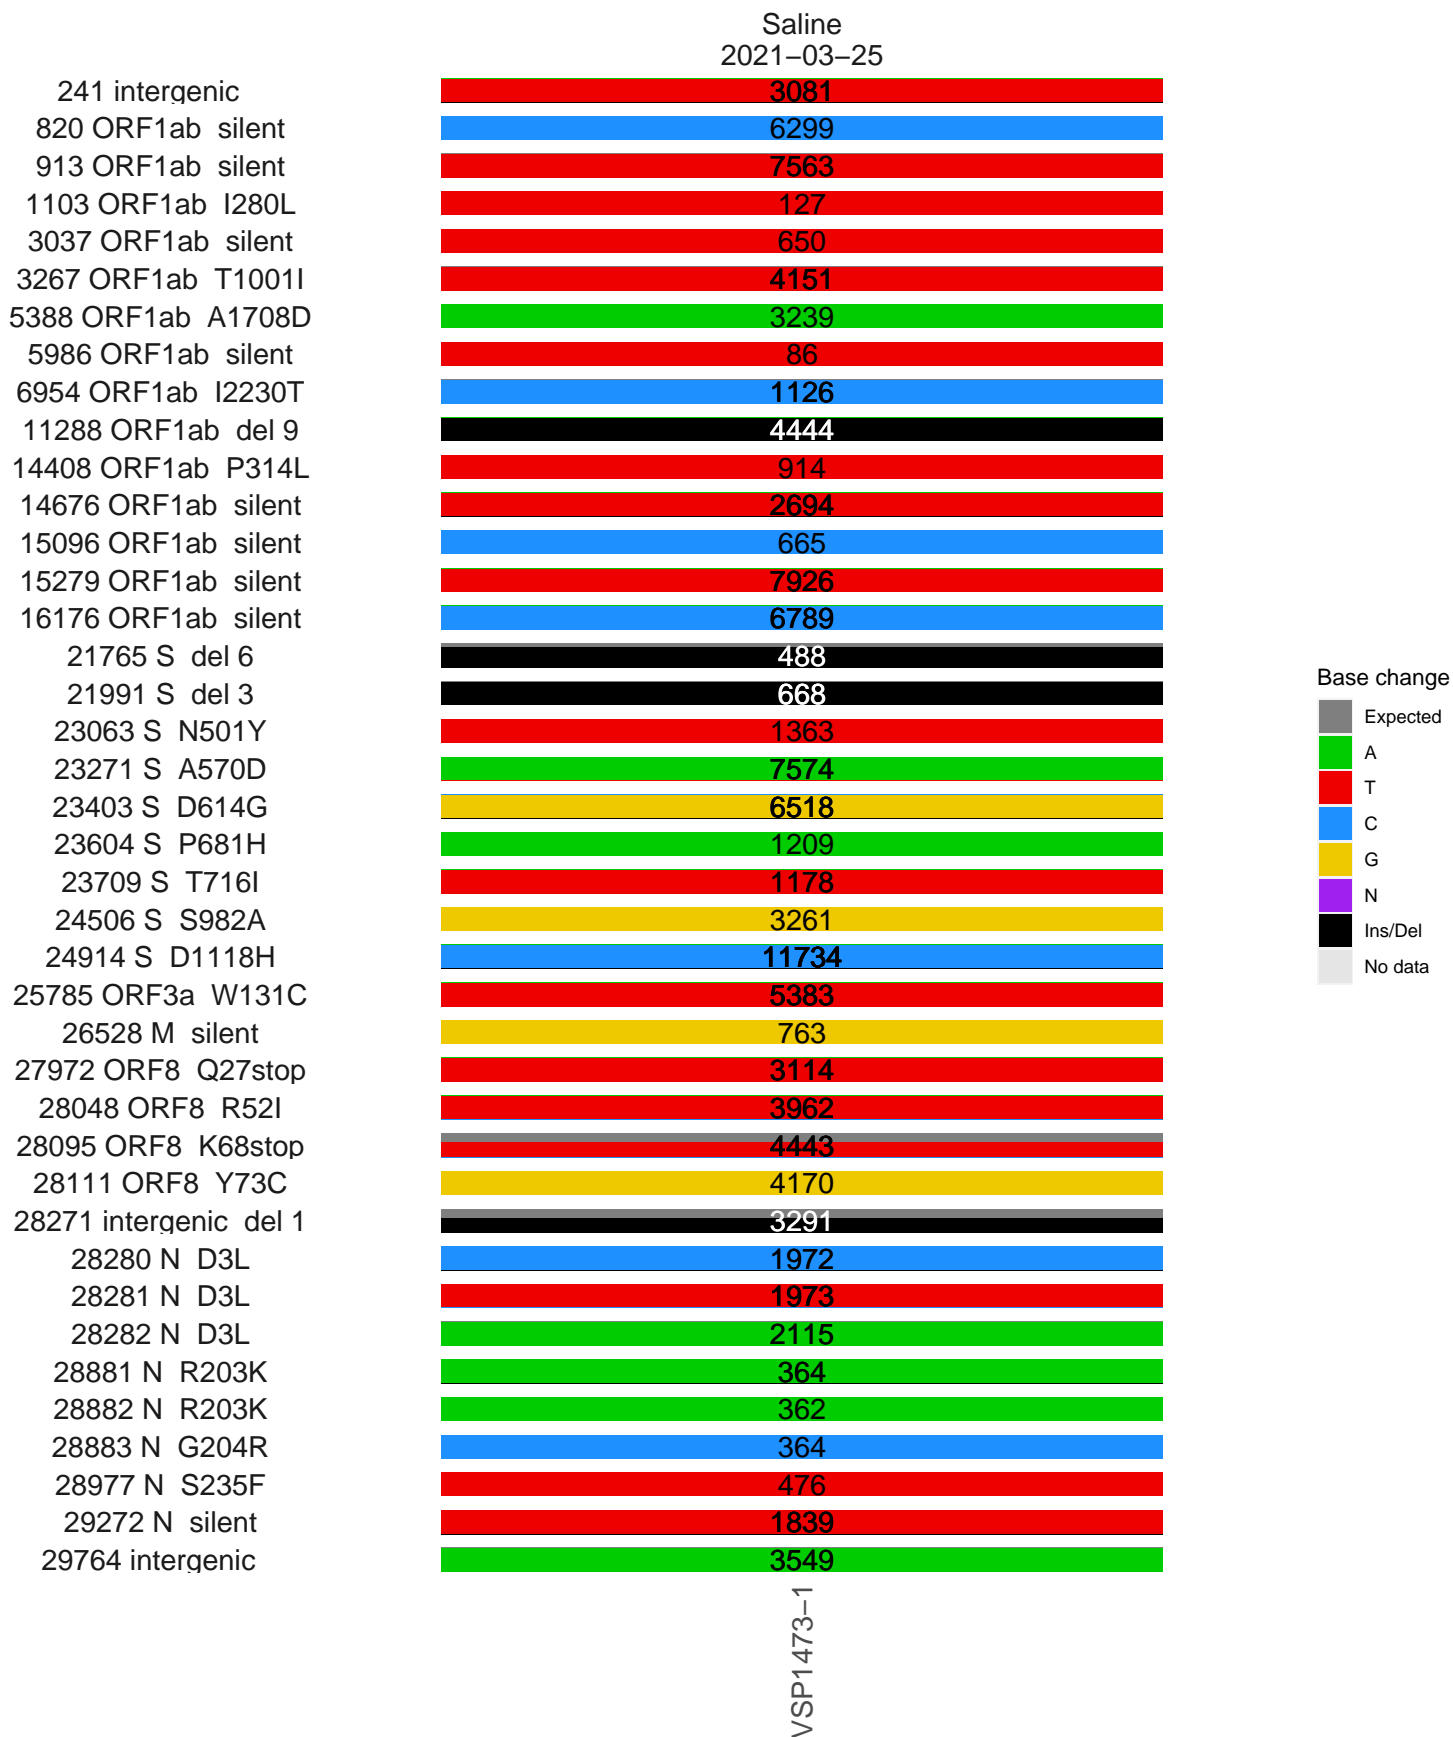 Saline
2021−03−25
241 intergenic 3081
820 ORF1ab silent 6299
913 ORF1ab silent 7563
1103 ORF1ab I280L 127
3037 ORF1ab silent 650
3267 ORF1ab T1001I 4151
5388 ORF1ab A1708D 3239
5986 ORF1ab silent 86
6954 ORF1ab I2230T 1126
11288 ORF1ab del 9 4444
14408 ORF1ab P314L 914
14676 ORF1ab silent 2694
15096 ORF1ab silent 665
15279 ORF1ab silent 7926
16176 ORF1ab silent 6789
21765 S del 6 488
21991 S del 3 668
23063 S N501Y 1363
23271 S A570D 7574
23403 S D614G 6518
23604 S P681H 1209
23709 S T716I 1178
24506 S S982A 3261
24914 S D1118H 11734
25785 ORF3a W131C 5383
26528 M silent 763
27972 ORF8 Q27stop 3114
28048 ORF8 R52I 3962
28095 ORF8 K68stop 4443
28111 ORF8 Y73C 4170
28271 intergenic del 1 3291
28280 N D3L 1972
28281 N D3L 1973
28282 N D3L 2115
28881 N R203K 364
28882 N R203K 362
28883 N G204R 364
28977 N S235F 476
29272 N silent 1839
29764 intergenic 3549
VSP1473−1
Base change
Expected
A
T
C
G
N
Ins/Del
No data